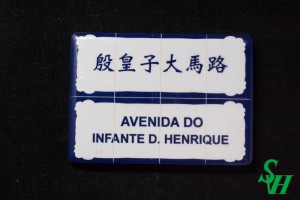 殷皇子大馬路
AVENIDA DO
INFANTE D. HENRIQUE
SH